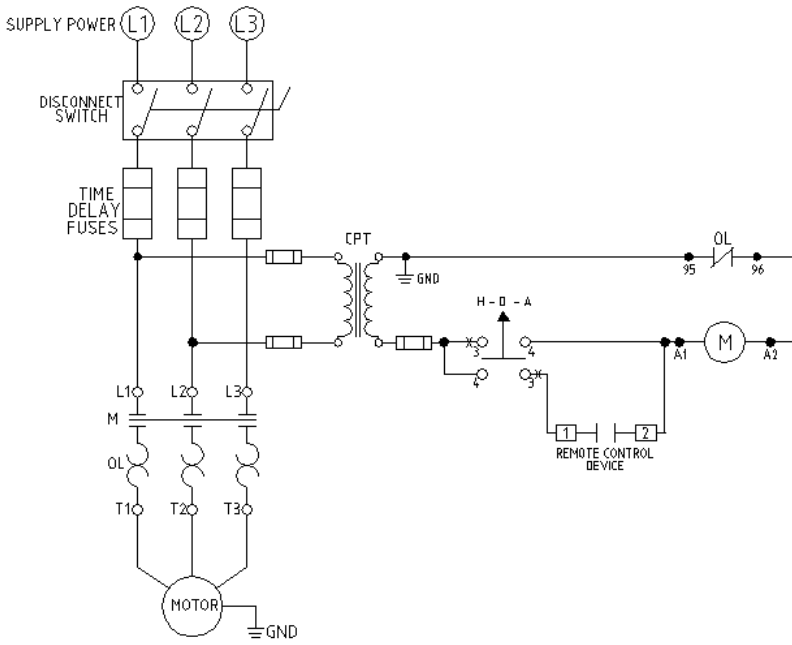 SUPPLY POWER L1 L2 L3
DISCONNECT
SWITCH
TIME
DELAY
FUSES
CPT
GND
OL
95 96
H - O - A
x 3 4
4 3 x
M
A1 A2
1 2
REMOTE CONTROL
DEVICE
L1 L2 L3
M
OL
T1 T2 T3
MOTOR
GND